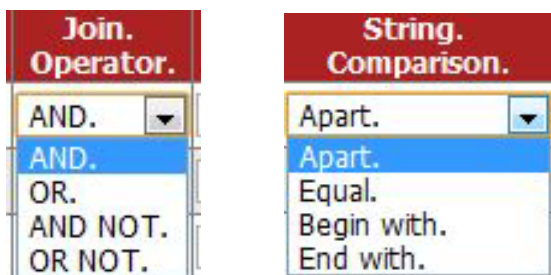 Join.
Operator.
AND.
AND.
OR.
AND NOT.
OR NOT.
String.
Comparison.
Apart.
Apart.
Equal.
Begin with.
End with.